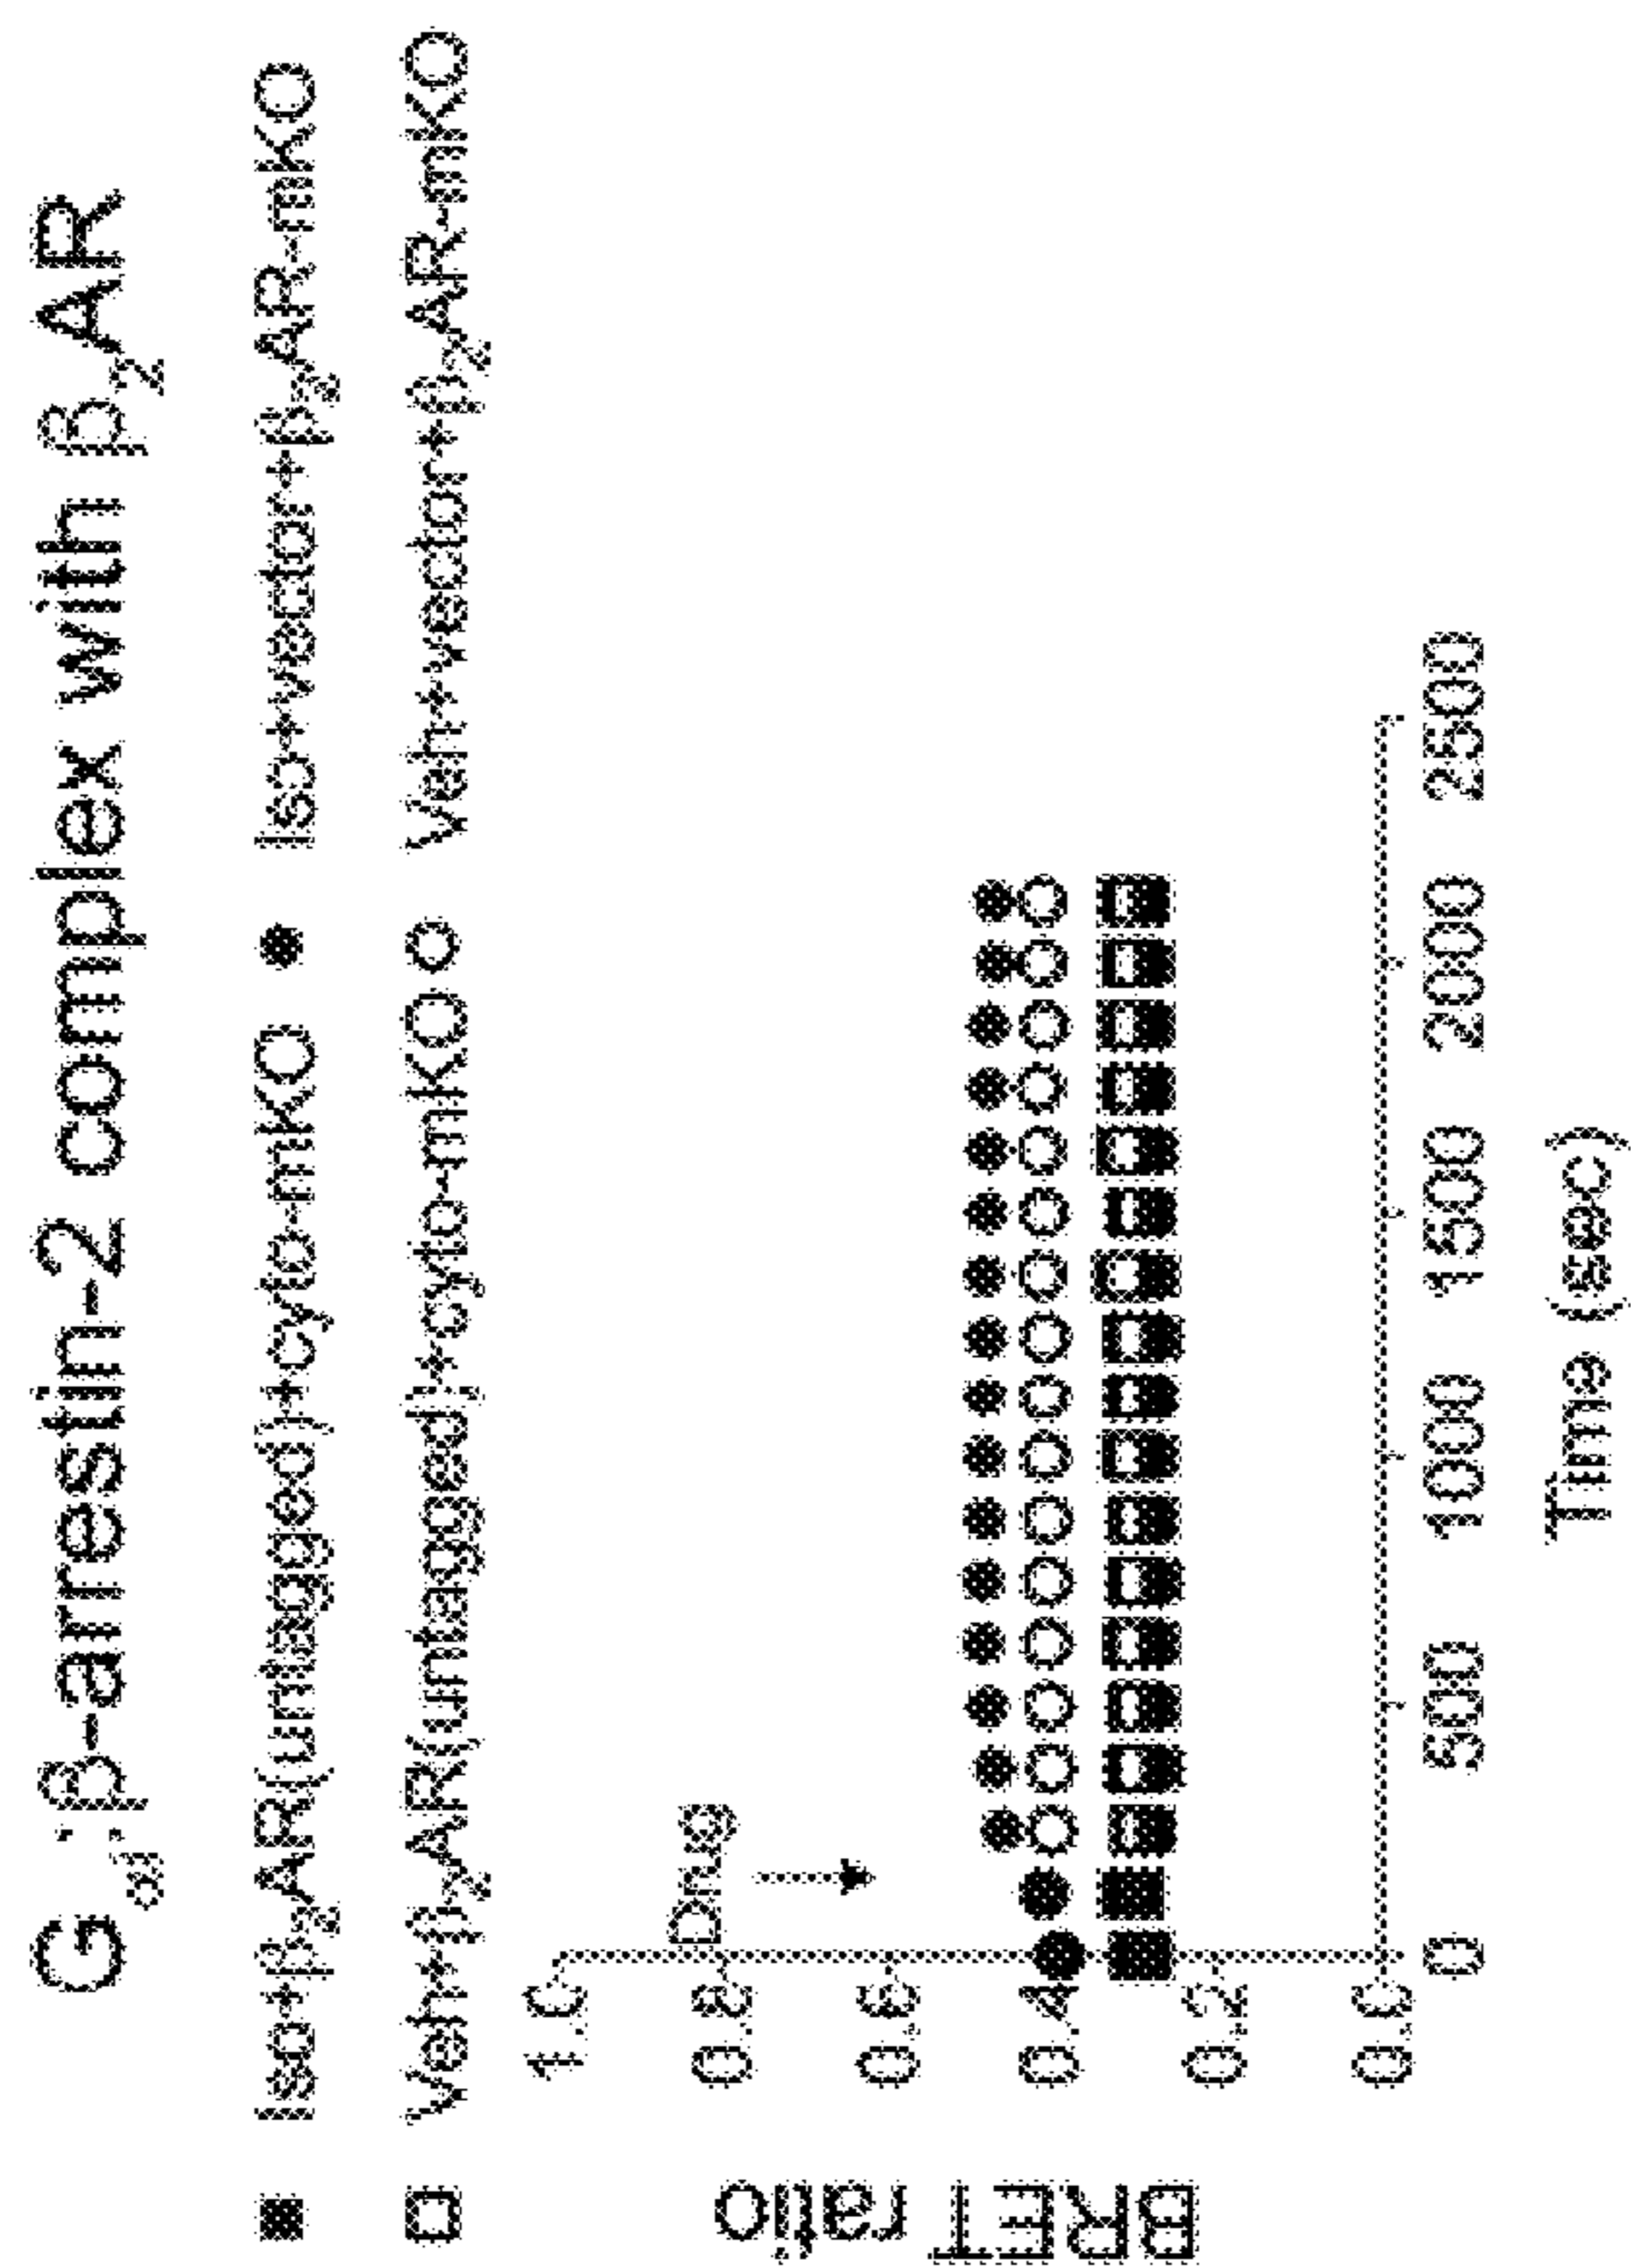 Gαi:β-arrestin-2 complex with β2AR
Iso+β2AR(untagged)+cyto-mKO Iso+vector+β2AR-mKO
Veh+β2AR(untagged)+cyto-mKO Veh+vector+β2AR-mKO
BRET ratio
1.0
0.8
0.6
0.4
0.2
0.0
Drug
0 500 1000 1500 2000 2500
Time (sec)